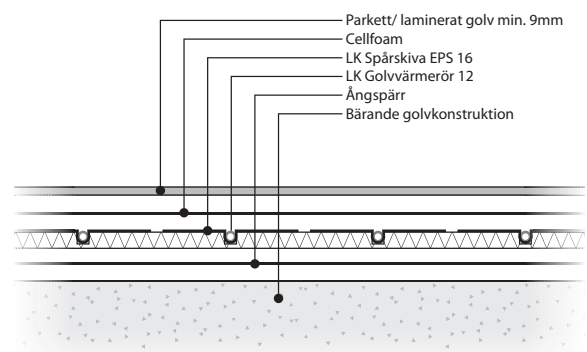 Parkett/ laminerat golv min. 9mm
Cellfoam
LK Spårskiva EPS 16
LK Golvvärmerör 12
Ångspärr
Bärande golvkonstruktion